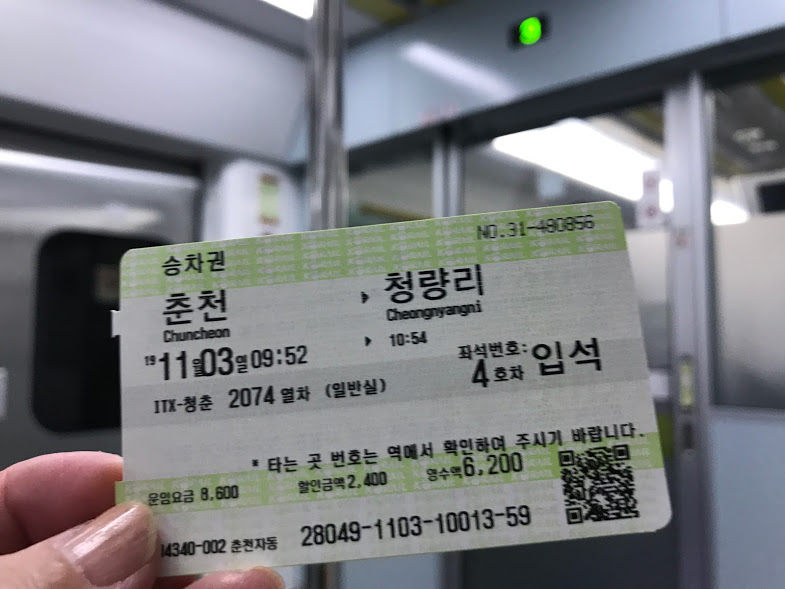 NO.31-480856
승차권
춘천 ▶ 청량리
Chuncheon Cheongnyangni
19 11월03일09:52 ▶ 10:54
좌석번호:
4호차 입석
ITX-청춘 2074 열차 (일반실)
* 타는 곳 번호는 역에서 확인하여 주시기 바랍니다.
운임요금 8,600 할인금액2,400 영수액6,200
14340-002 춘천자동 28049-1103-10013-59